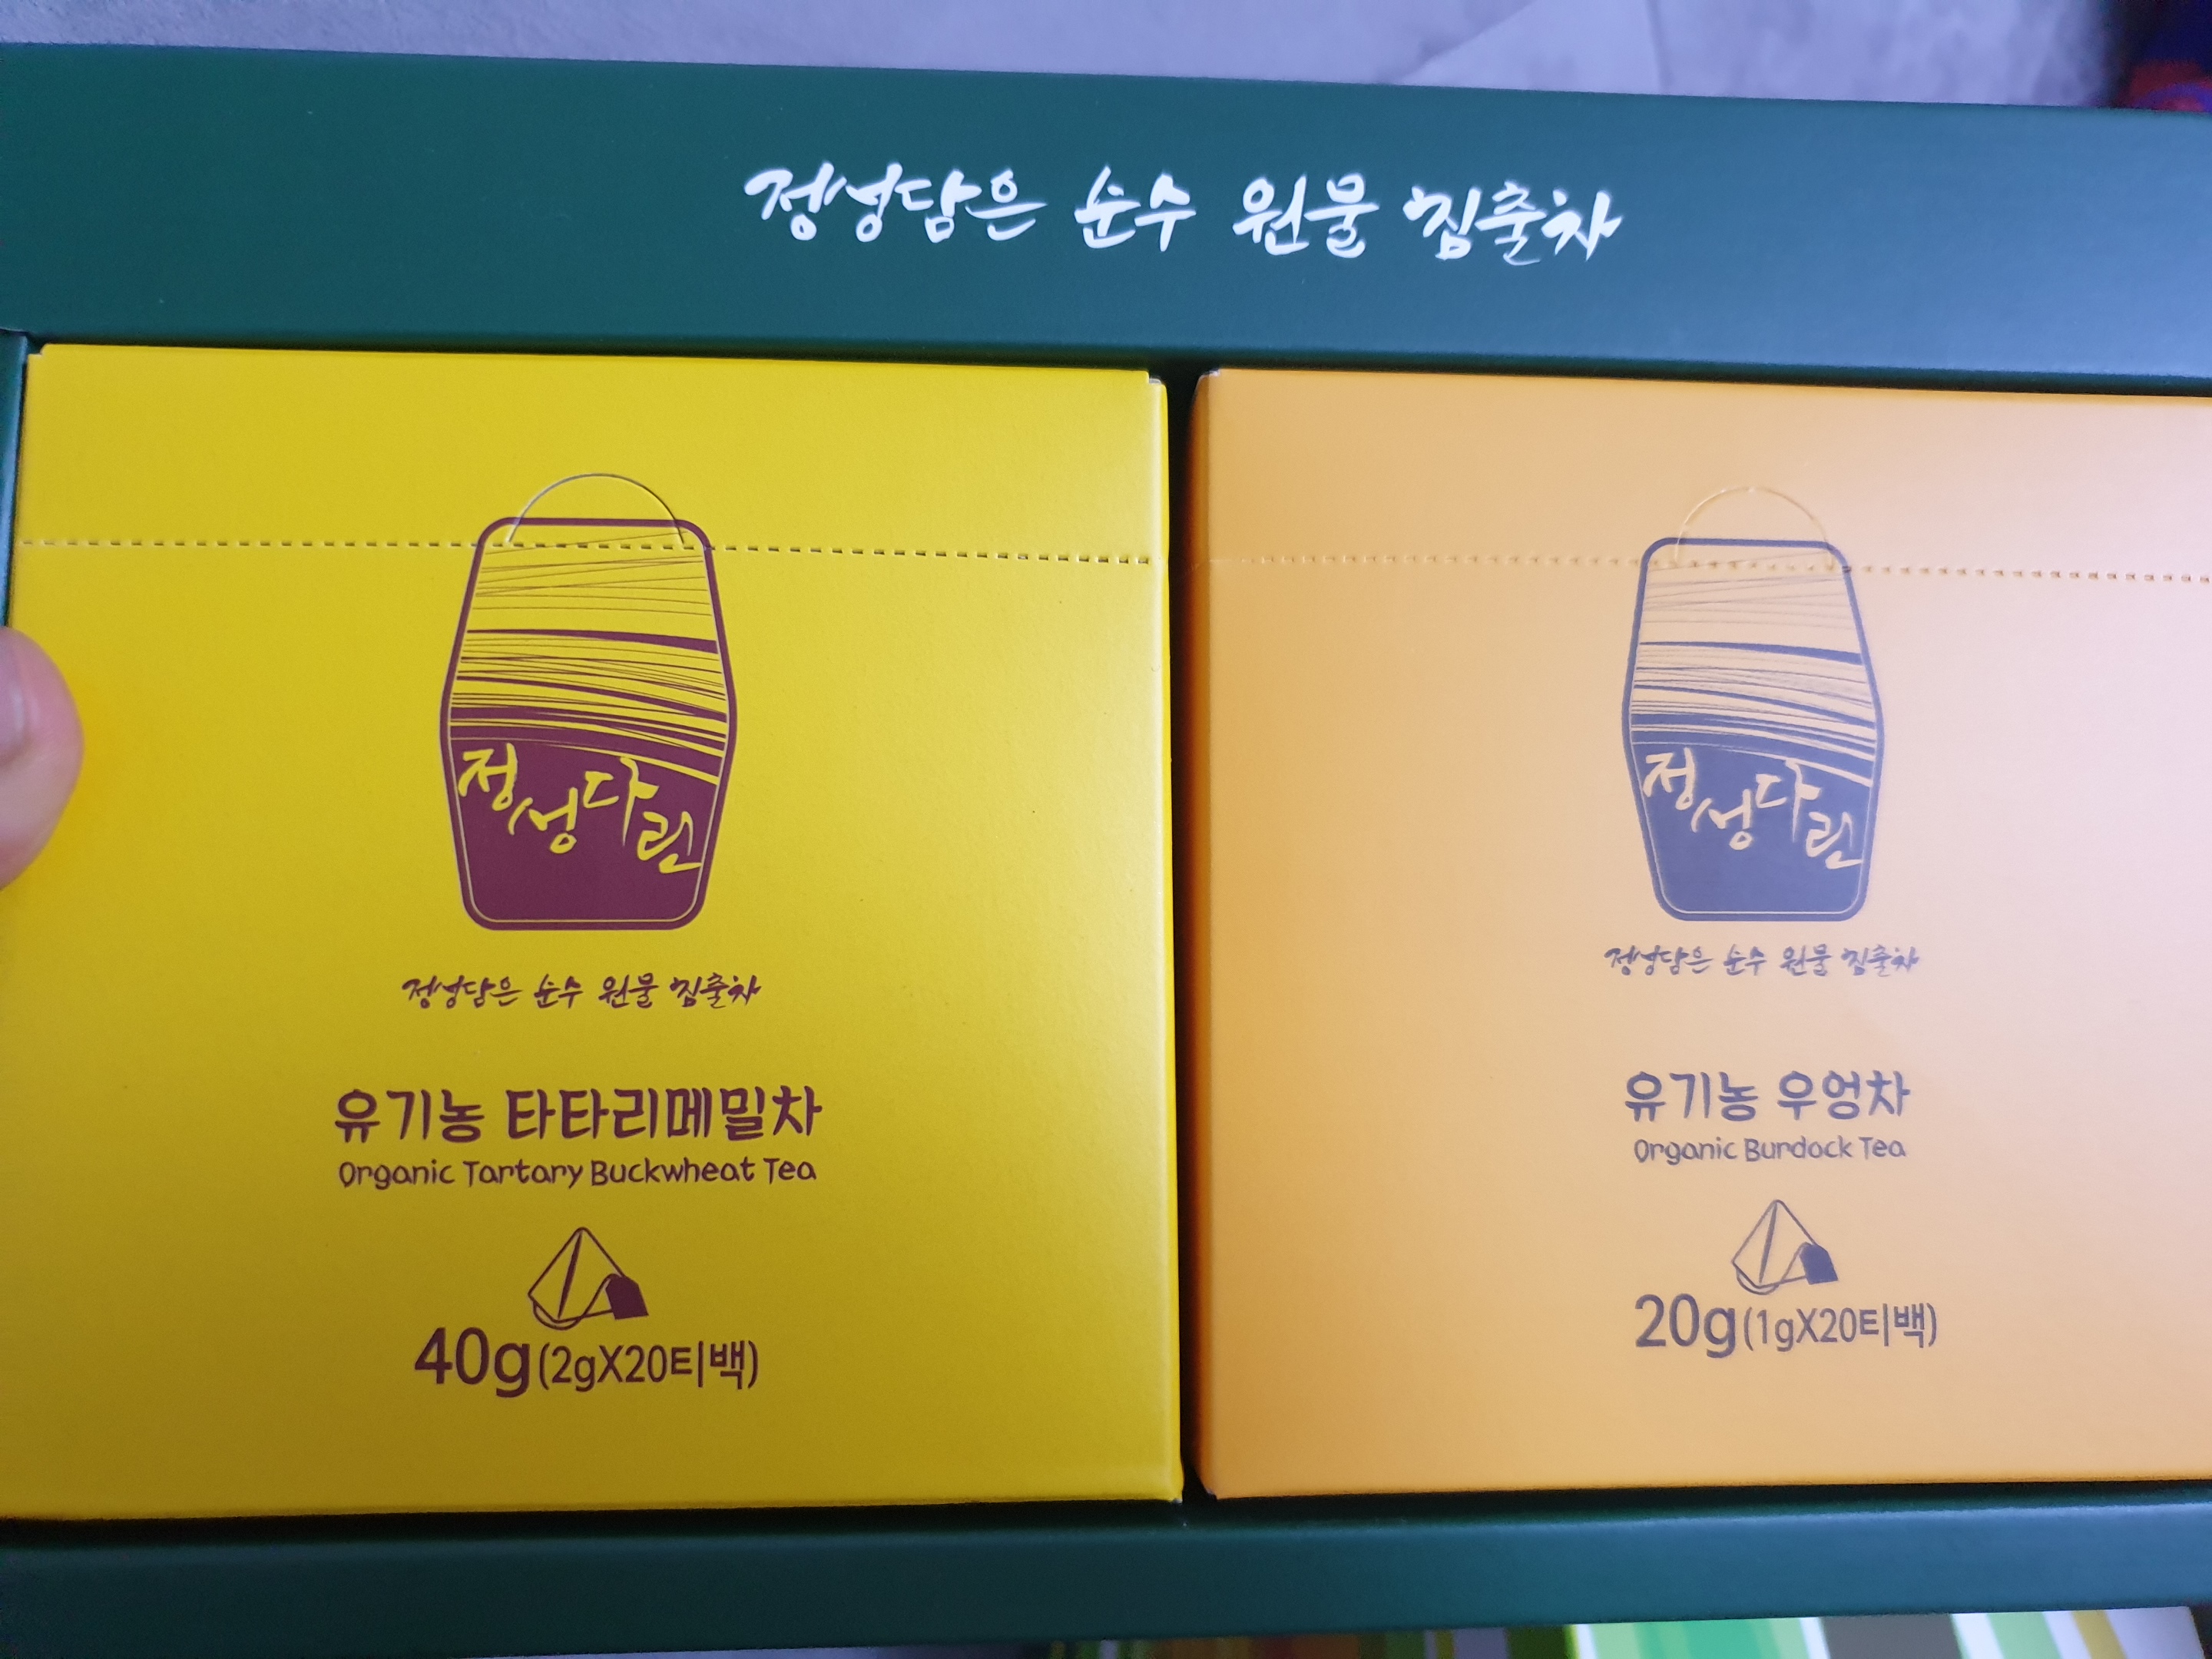 정성담은 순수 원물 침출차
정성다린
정성담은 순수 원물 침출차
유기농 타타리메밀차
Organic Tartary Buckwheat Tea
40g(2gX20티백)
정성다린
정성담은 순수 원물 침출차
유기농 우엉차
Organic Burdock Tea
20g(1gX20티백)